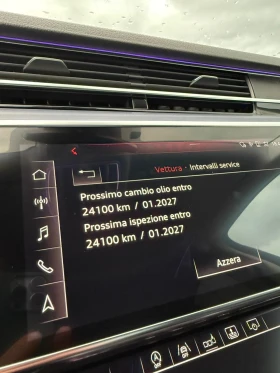 Vettura · Intervalli service
Prossimo cambio olio entro
24100 km / 01.2027
Prossima ispezione entro
24100 km / 01.2027
Azzera